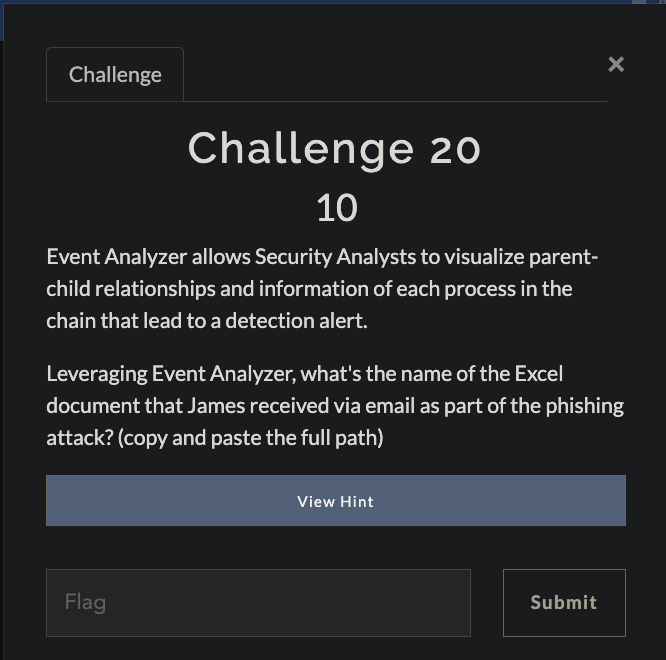 Challenge
×
Challenge 20
10
Event Analyzer allows Security Analysts to visualize parent-
child relationships and information of each process in the
chain that lead to a detection alert.
Leveraging Event Analyzer, what's the name of the Excel
document that James received via email as part of the phishing
attack? (copy and paste the full path)
View Hint
Flag
Submit